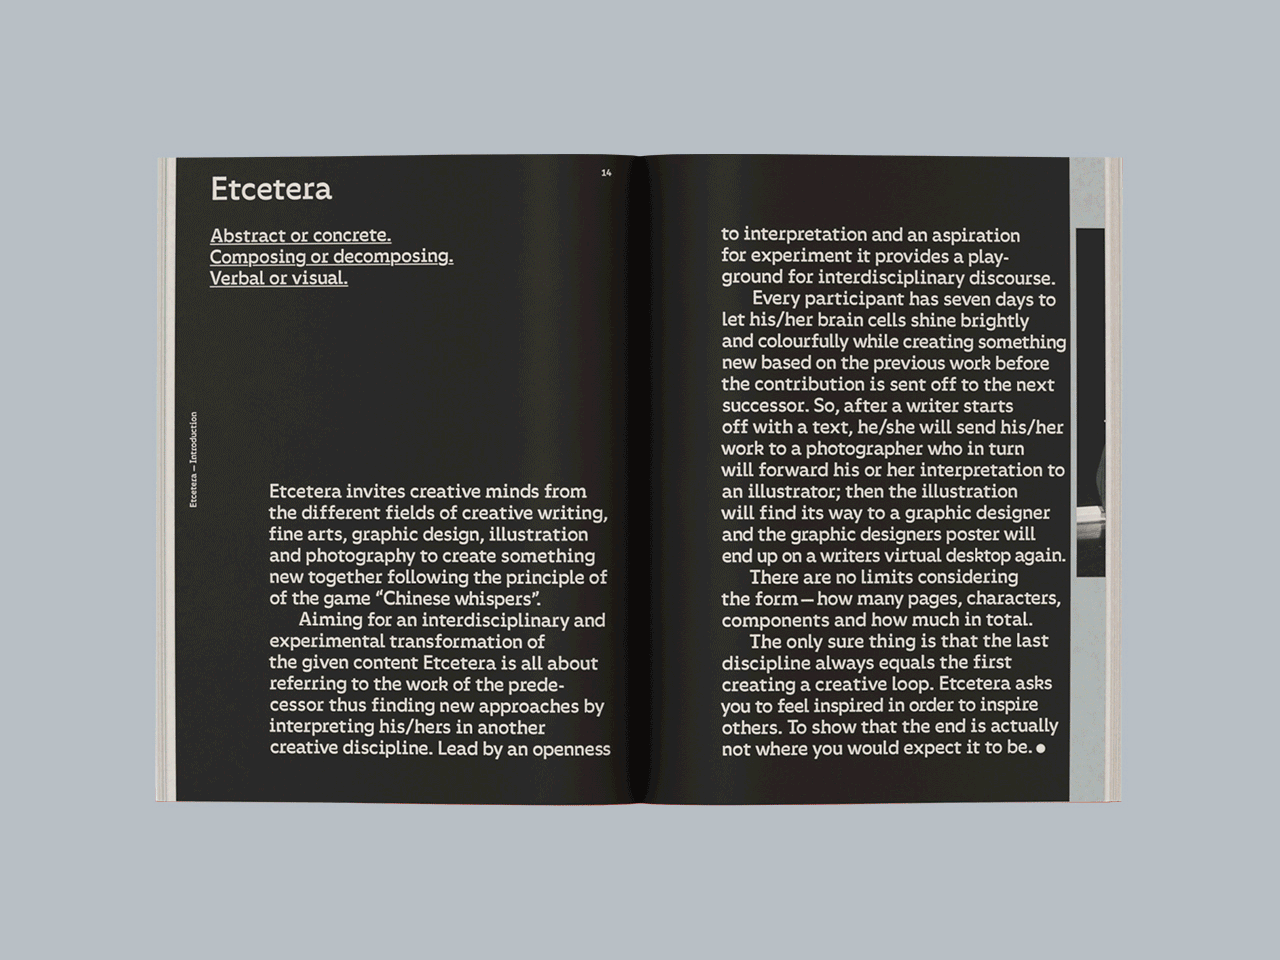 Etcetera
14
Abstract or concrete.
Composing or decomposing.
Verbal or visual.
Etcetera — Introduction
Etcetera invites creative minds from
the different fields of creative writing,
fine arts, graphic design, illustration
and photography to create something
new together following the principle of
of the game “Chinese whispers”.
Aiming for an interdisciplinary and
experimental transformation of
the given content Etcetera is all about
referring to the work of the prede-
cessor thus finding new approaches by
interpreting his/hers in another
creative discipline. Lead by an openness
to interpretation and an aspiration
for experiment it provides a play-
ground for interdisciplinary discourse.
Every participant has seven days to
let his/her brain cells shine brightly
and colourfully while creating something
new based on the previous work before
the contribution is sent off to the next
successor. So, after a writer starts
off with a text, he/she will send his/her
work to a photographer who in turn
will forward his or her interpretation to
an illustrator; then the illustration
will find its way to a graphic designer
and the graphic designers poster will
end up on a writers virtual desktop again.
There are no limits considering
the form — how many pages, characters,
components and how much in total.
The only sure thing is that the last
discipline always equals the first
creating a creative loop. Etcetera asks
you to feel inspired in order to inspire
others. To show that the end is actually
not where you would expect it to be. ●